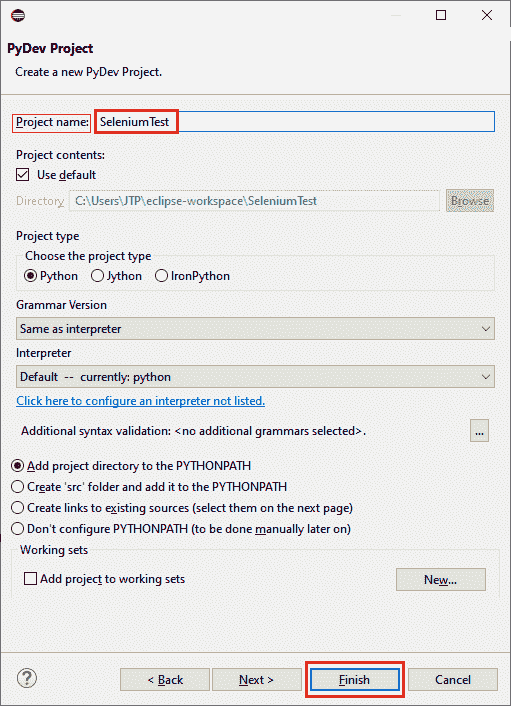 PyDev Project
Create a new PyDev Project.
Project name: SeleniumTest
Project contents:
Use default
Directory C:\Users\JTP\eclipse-workspace\SeleniumTest Browse
Project type
Choose the project type
Python Jython IronPython
Grammar Version
Same as interpreter
Interpreter
Default -- currently: python
Click here to configure an interpreter not listed.
Additional syntax validation: <no additional grammars selected>. ...
Add project directory to the PYTHONPATH
Create 'src' folder and add it to the PYTHONPATH
Create links to existing sources (select them on the next page)
Don't configure PYTHONPATH (to be done manually later on)
Working sets
Add project to working sets New...
? < Back Next > Finish Cancel